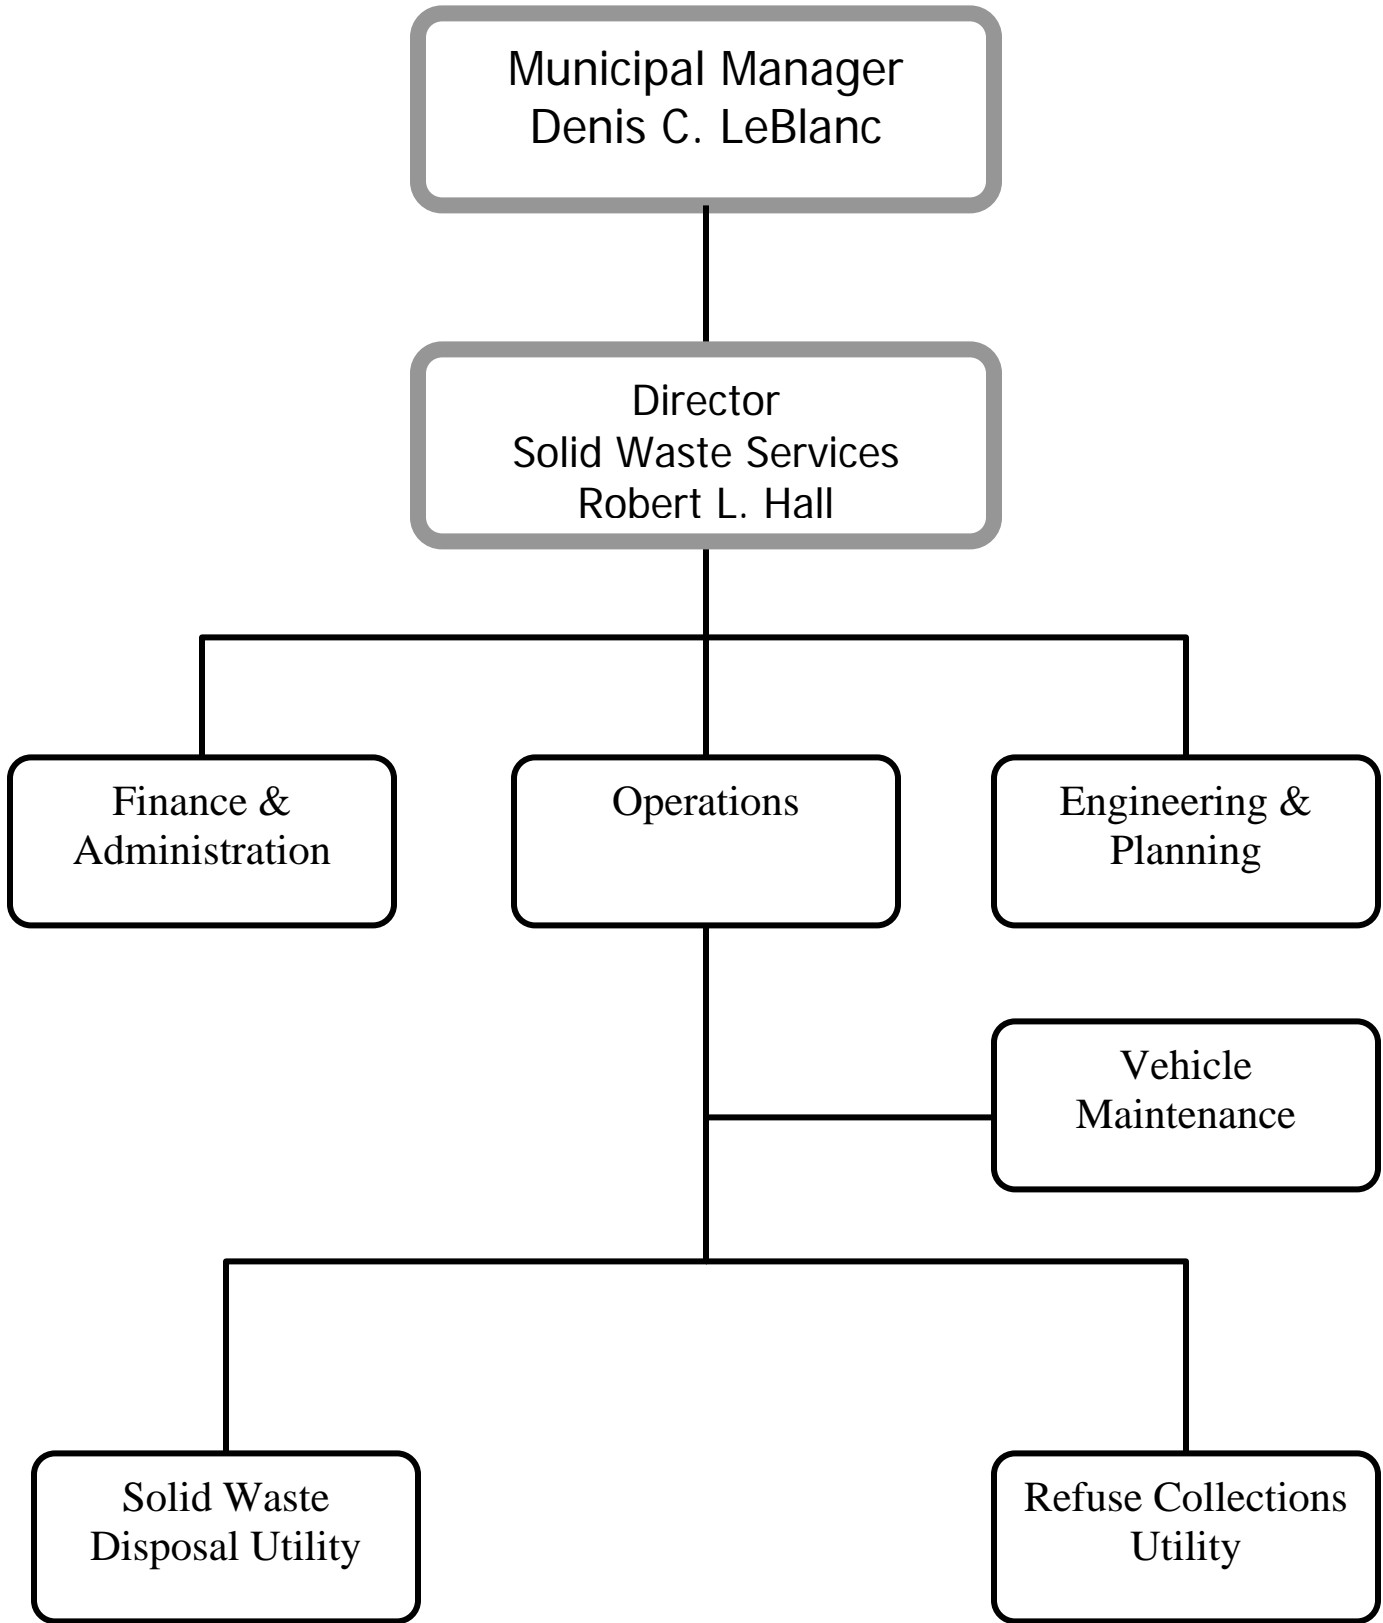 Municipal Manager
Denis C. LeBlanc
Director
Solid Waste Services
Robert L. Hall
Finance &
Administration
Operations
Engineering &
Planning
Vehicle
Maintenance
Solid Waste
Disposal Utility
Refuse Collections
Utility